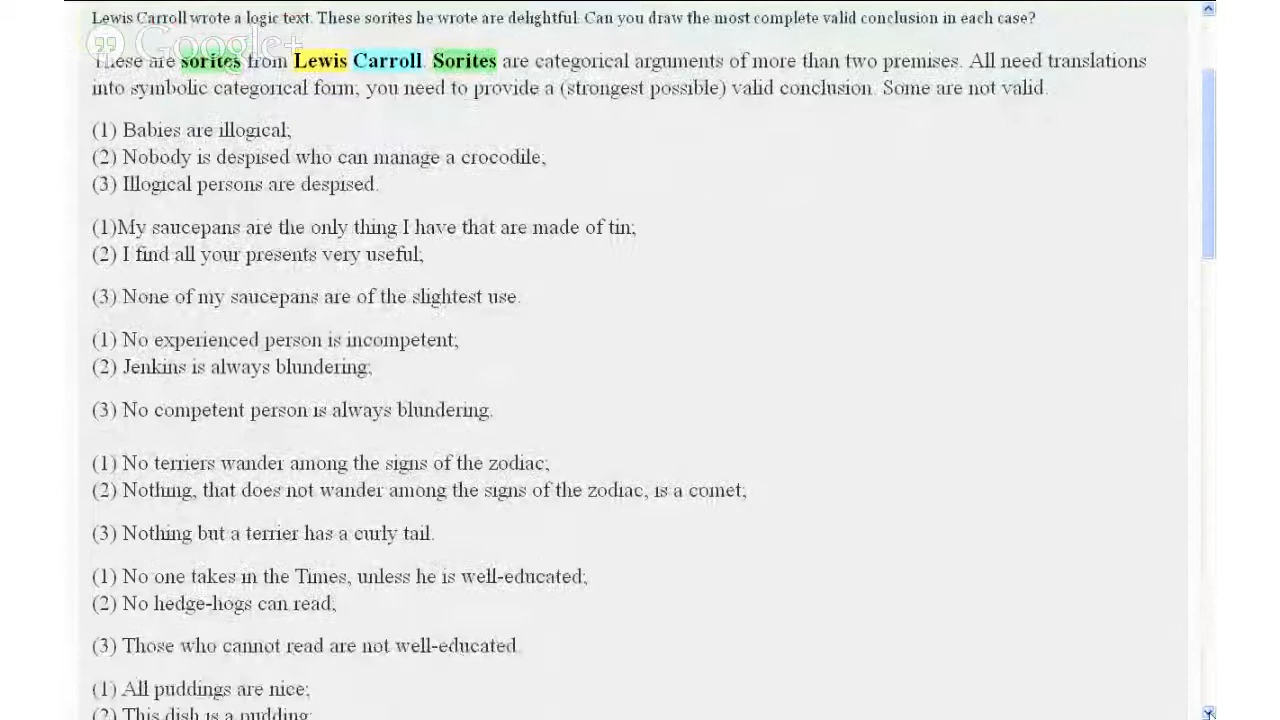 Lewis Carroll wrote a logic text. These sorites he wrote are delightful. Can you draw the most complete valid conclusion in each case?
Google+
These are sorites from Lewis Carroll. Sorites are categorical arguments of more than two premises. All need translations
into symbolic categorical form; you need to provide a (strongest possible) valid conclusion. Some are not valid.
(1) Babies are illogical;
(2) Nobody is despised who can manage a crocodile;
(3) Illogical persons are despised.
(1)My saucepans are the only thing I have that are made of tin;
(2) I find all your presents very useful;
(3) None of my saucepans are of the slightest use.
(1) No experienced person is incompetent;
(2) Jenkins is always blundering;
(3) No competent person is always blundering.
(1) No terriers wander among the signs of the zodiac;
(2) Nothing, that does not wander among the signs of the zodiac, is a comet;
(3) Nothing but a terrier has a curly tail.
(1) No one takes in the Times, unless he is well-educated;
(2) No hedge-hogs can read;
(3) Those who cannot read are not well-educated.
(1) All puddings are nice;
(2) This dish is a pudding;